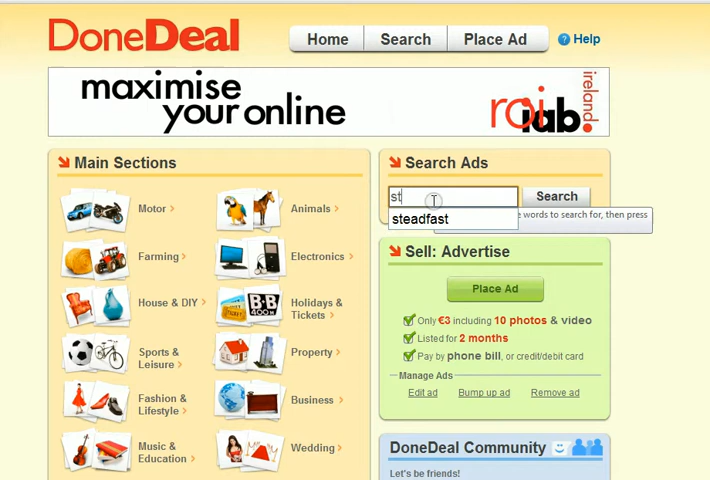 DoneDeal
Home
Search
Place Ad
? Help
maximise
your online
roi
iab.
ireland
Main Sections
Motor
Animals
Farming
Electronics
House & DIY
Holidays &
Tickets
B·B
400M
Sports &
Leisure
Property
Fashion &
Lifestyle
Business
Music &
Education
Wedding
Search Ads
st
Search
steadfast
e words to search for, then press
Sell: Advertise
Place Ad
Only €3 including 10 photos & video
Listed for 2 months
Pay by phone bill, or credit/debit card
Manage Ads
Edit ad
Bump up ad
Remove ad
DoneDeal Community
Let's be friends!